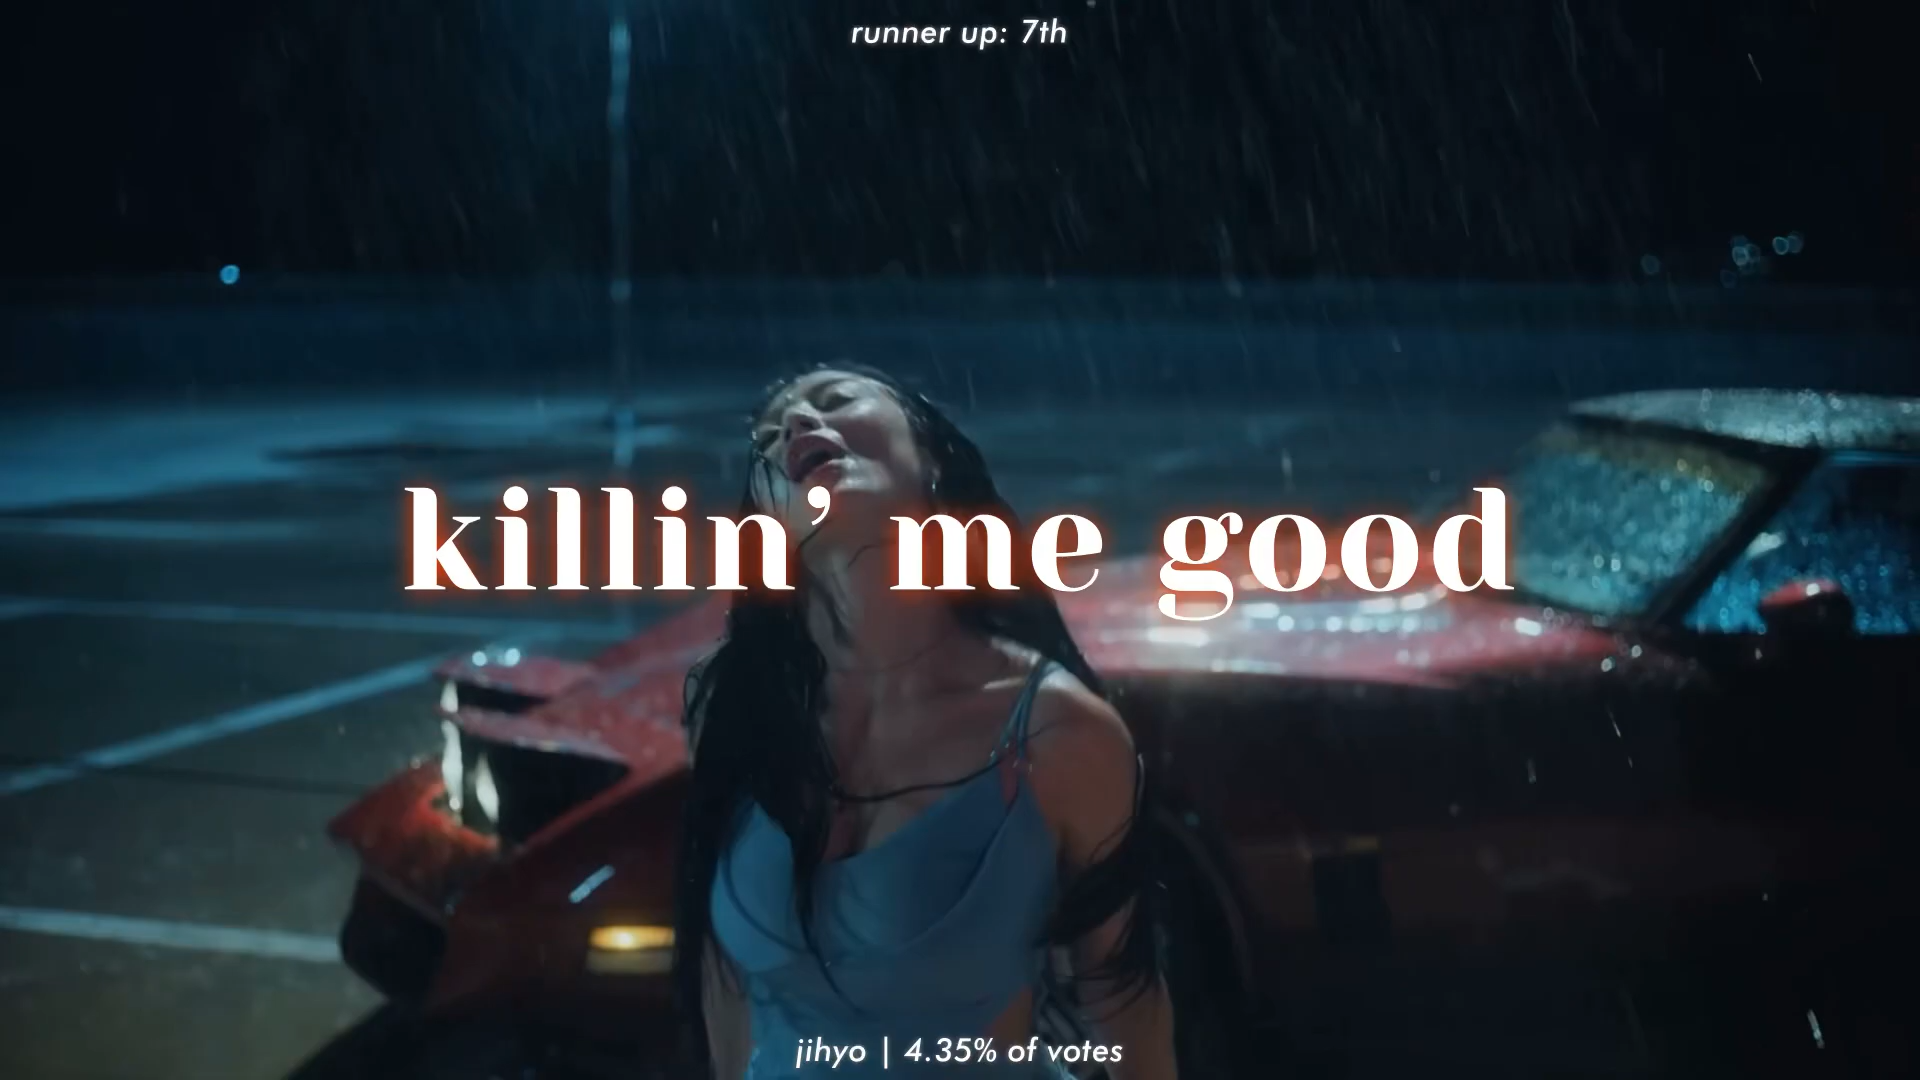 runner up: 7th
killin’ me good
jihyo | 4.35% of votes